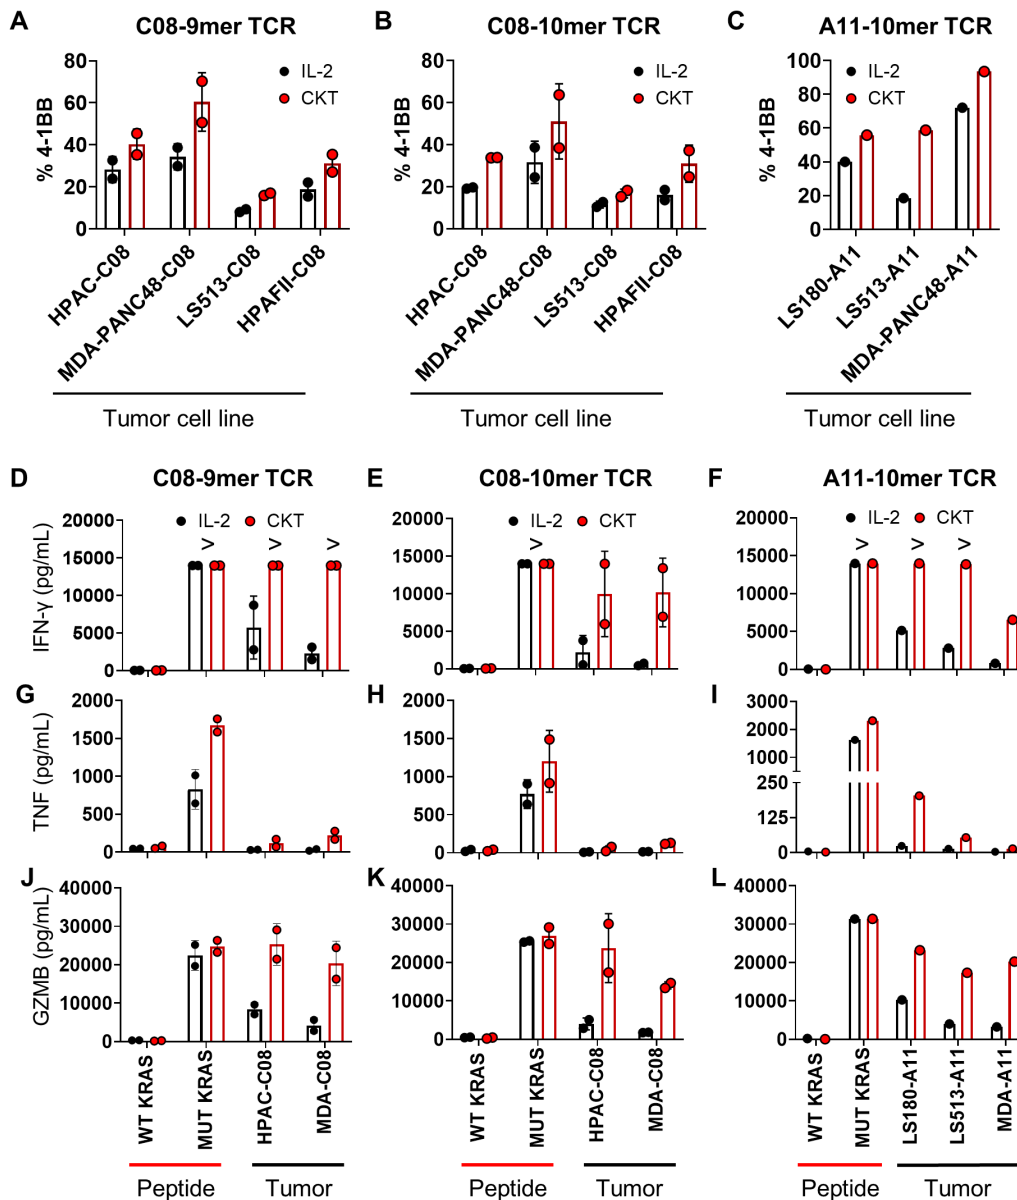 A
C08-9mer TCR
80
60
40
20
0
% 4-1BB
IL-2
CKT
HPAC-C08
MDA-PANC48-C08
LS513-C08
HPAFII-C08
Tumor cell line
B
C08-10mer TCR
80
60
40
20
0
% 4-1BB
IL-2
CKT
HPAC-C08
MDA-PANC48-C08
LS513-C08
HPAFII-C08
Tumor cell line
C
A11-10mer TCR
100
80
60
40
20
0
% 4-1BB
IL-2
CKT
LS180-A11
LS513-A11
MDA-PANC48-A11
Tumor cell line
D
C08-9mer TCR
IL-2
CKT
20000
15000
10000
5000
0
IFN-γ (pg/mL)
>
>
>
E
C08-10mer TCR
IL-2
CKT
20000
15000
10000
5000
0
>
F
A11-10mer TCR
IL-2
CKT
20000
15000
10000
5000
0
>
>
>
G
2000
1500
1000
500
0
TNF (pg/mL)
H
2000
1500
1000
500
0
I
3000
2000
1000
250
125
0
J
40000
30000
20000
10000
0
GZMB (pg/mL)
WT KRAS
MUT KRAS
HPAC-C08
MDA-C08
Peptide
Tumor
K
40000
30000
20000
10000
0
WT KRAS
MUT KRAS
HPAC-C08
MDA-C08
Peptide
Tumor
L
40000
30000
20000
10000
0
WT KRAS
MUT KRAS
LS180-A11
LS513-A11
MDA-A11
Peptide
Tumor